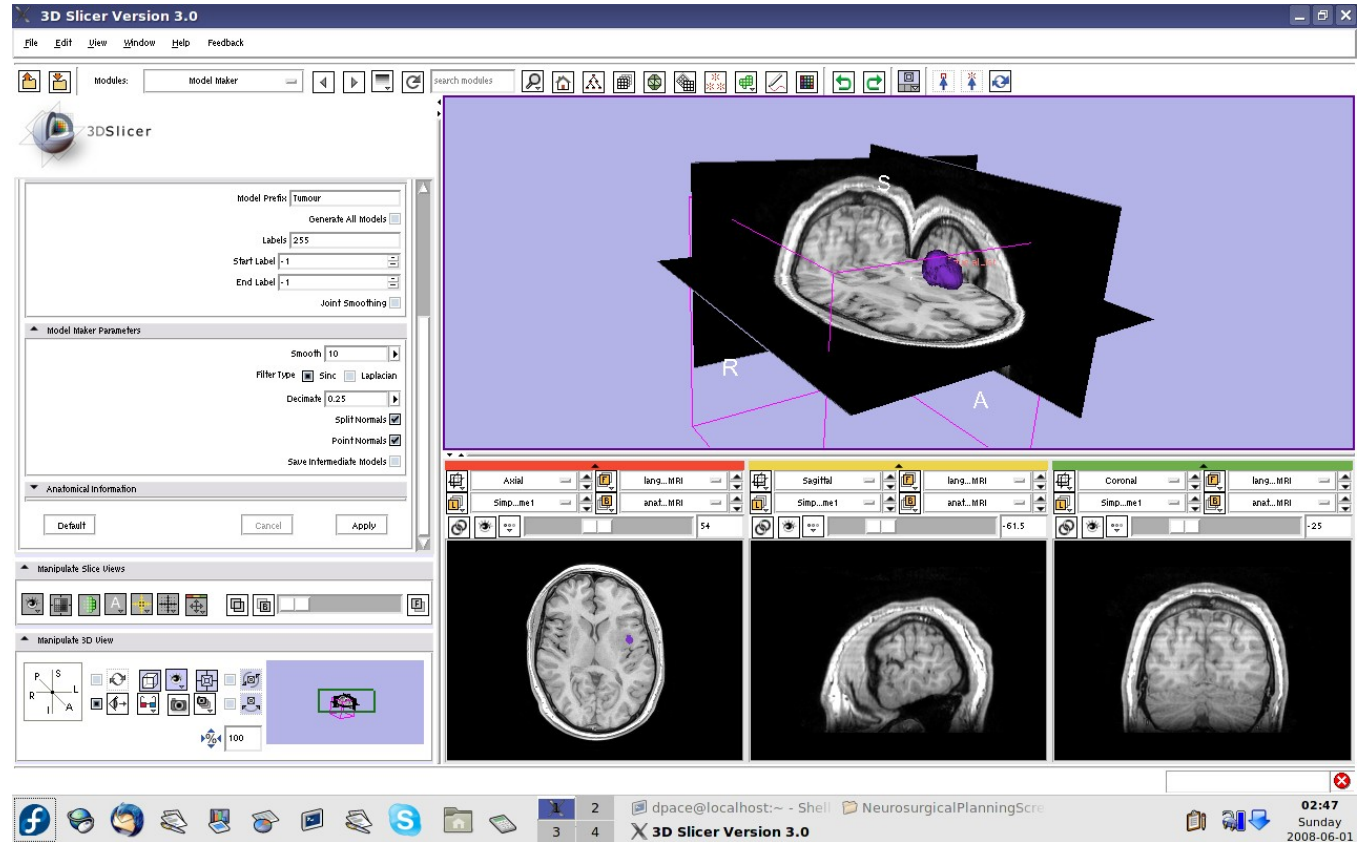 3D Slicer Version 3.0
File Edit View Window Help Feedback
Modules: Model Maker search modules
3DSlicer
Model Prefix Tumour
Generate All Models
Labels 255
Start Label -1
End Label -1
Joint Smoothing
Model Maker Parameters
Smooth 10
Filter Type Sinc Laplacian
Decimate 0.25
Split Normals
Point Normals
Save Intermediate Models
Anatomical Information
Default Cancel Apply
Manipulate Slice Views
Manipulate 3D View
P S
R L
I A
% 100
S
R
A
Axial F lang...MRI
L Simp...me1 B anat...MRI
54
Sagittal F lang...MRI
L Simp...me1 B anat...MRI
-61.5
Coronal F lang...MRI
L Simp...me1 B anat...MRI
-25
1 2 dpace@localhost:~ - Shell NeurosurgicalPlanningScre
3 4 3D Slicer Version 3.0
02:47
Sunday
2008-06-01